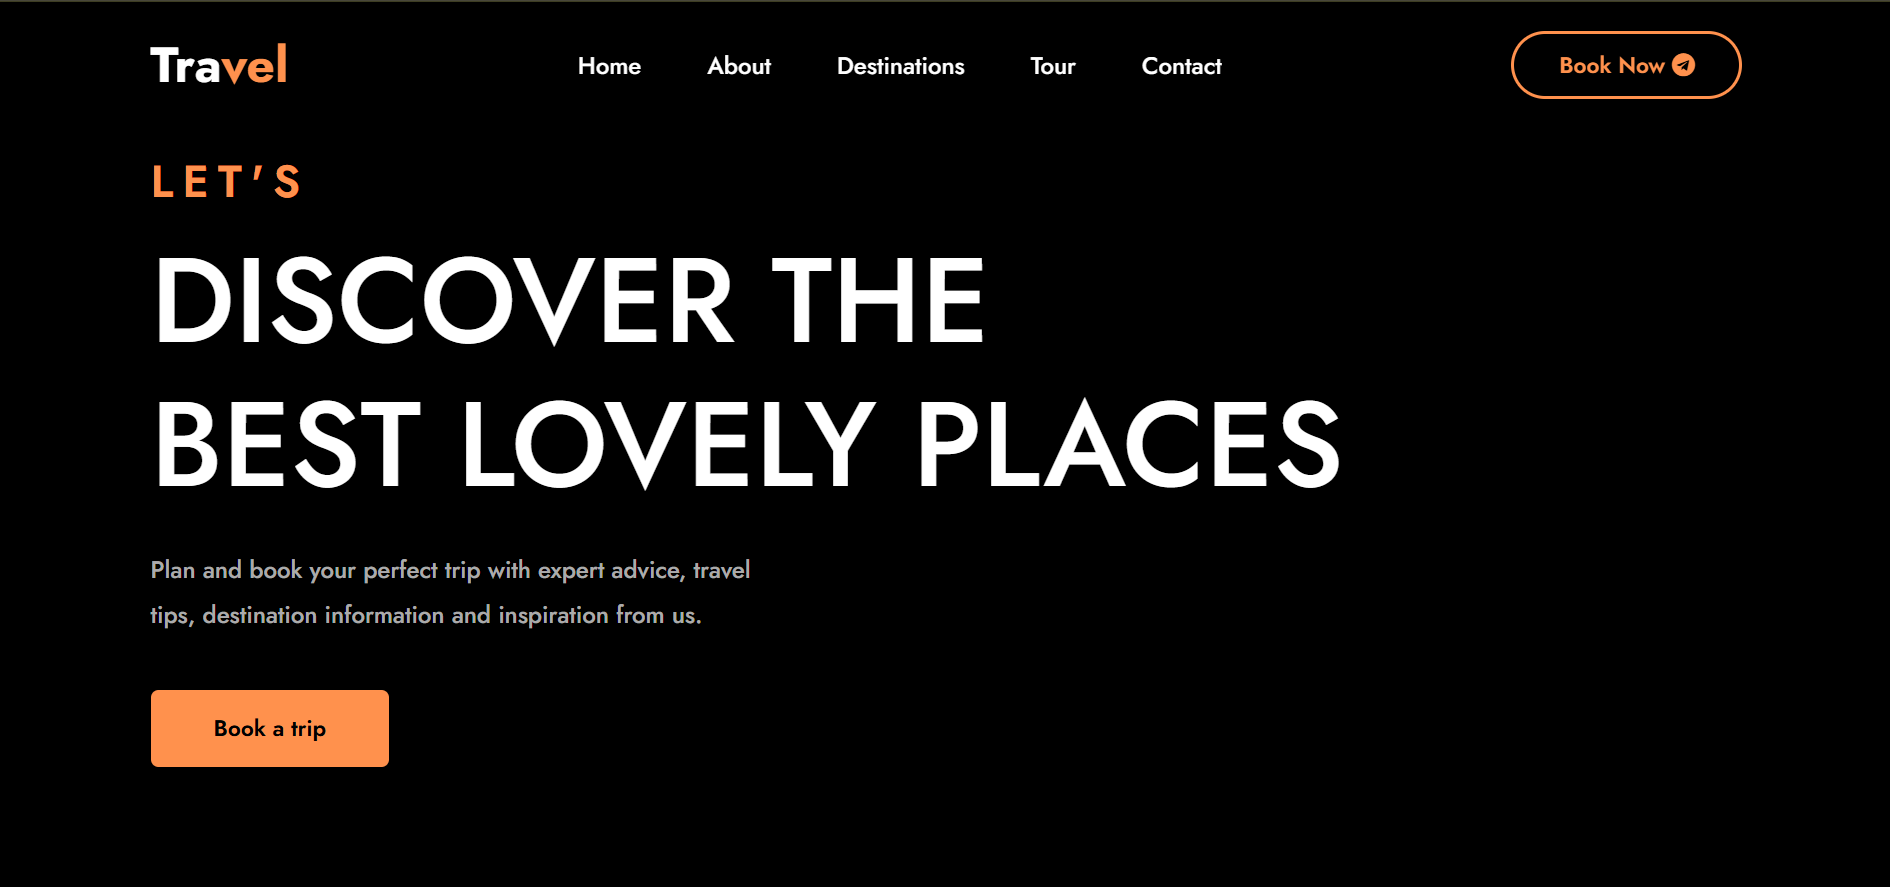 Travel
Home About Destinations Tour Contact
Book Now
LET'S
DISCOVER THE
BEST LOVELY PLACES
Plan and book your perfect trip with expert advice, travel
tips, destination information and inspiration from us.
Book a trip